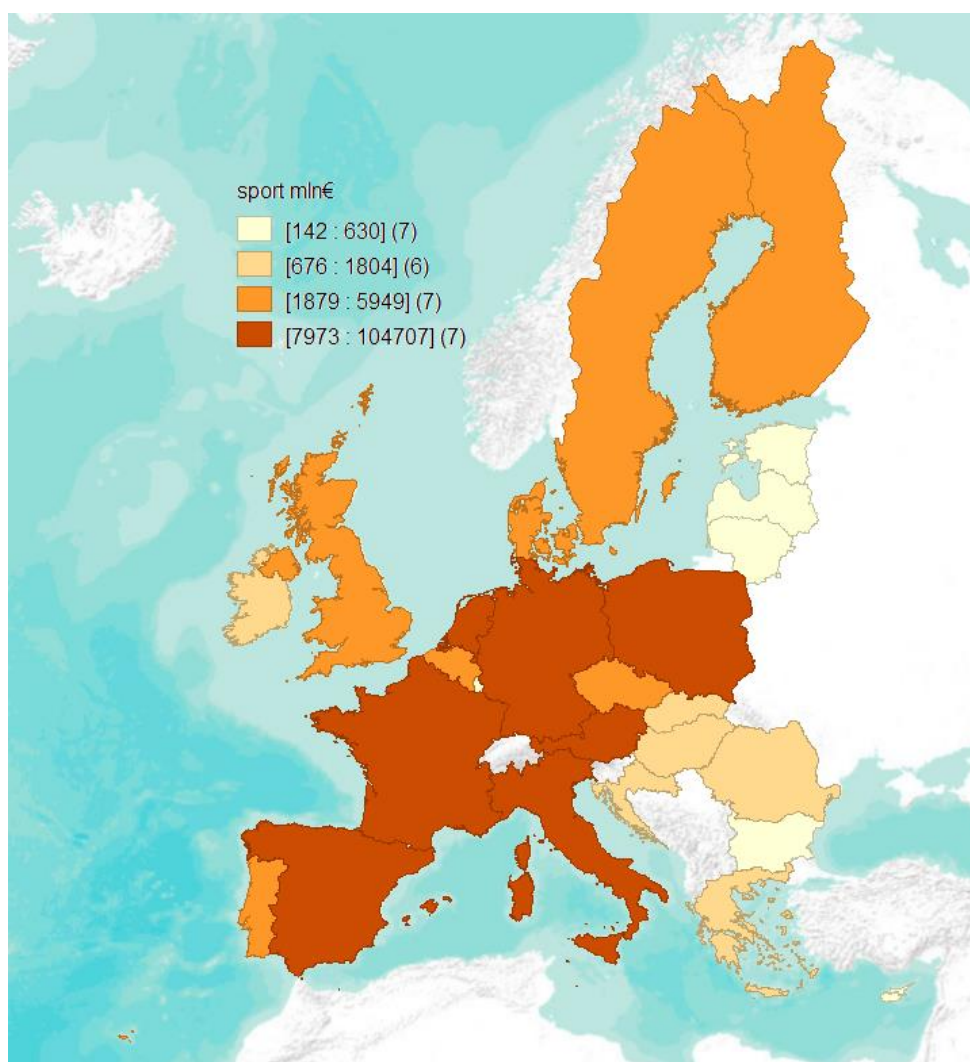 sport mln€
[142 : 630] (7)
[676 : 1804] (6)
[1879 : 5949] (7)
[7973 : 104707] (7)